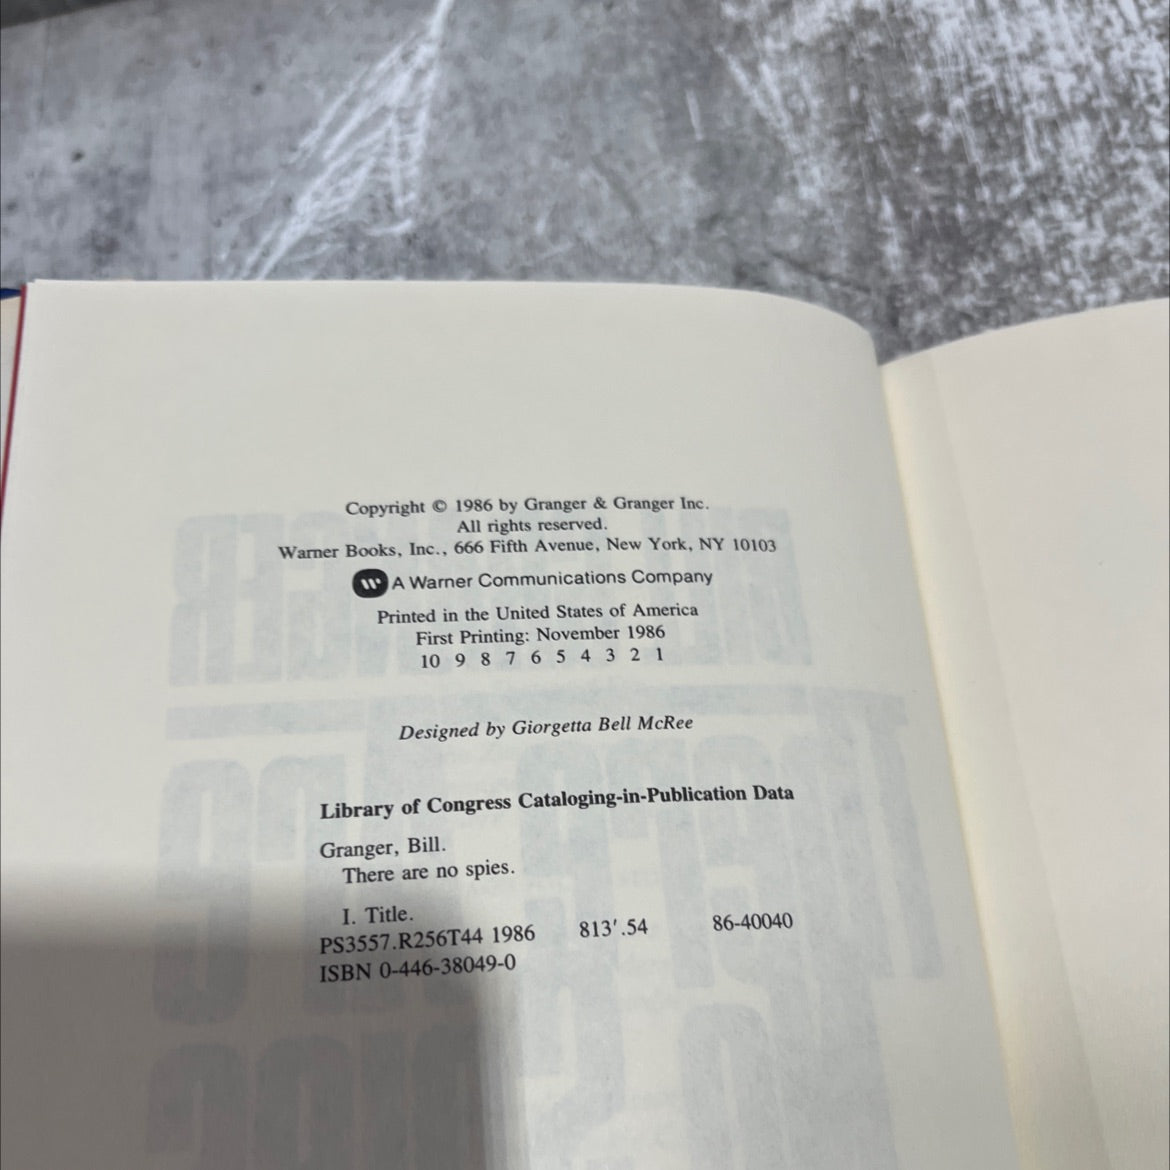 Copyright © 1986 by Granger & Granger Inc.
All rights reserved.
Warner Books, Inc., 666 Fifth Avenue, New York, NY 10103
W A Warner Communications Company
Printed in the United States of America
First Printing: November 1986
10 9 8 7 6 5 4 3 2 1
Designed by Giorgetta Bell McRee
Library of Congress Cataloging-in-Publication Data
Granger, Bill.
There are no spies.
I. Title.
PS3557.R256T44 1986 813′.54 86-40040
ISBN 0-446-38049-0